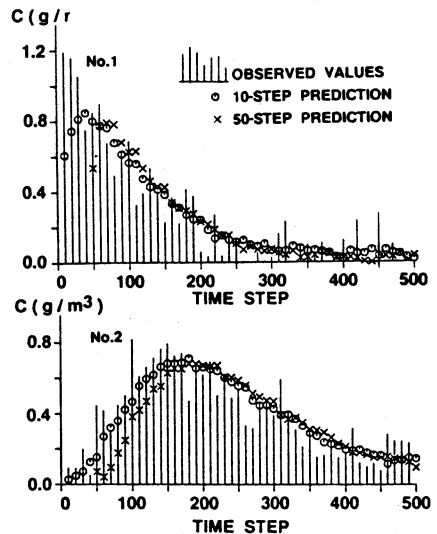 C (g/r
1.2
No.1
OBSERVED VALUES
10-STEP PREDICTION
50-STEP PREDICTION
0.8
0.4
0.0
0 100 200 300 400 500
TIME STEP
C (g/m³)
0.8
No.2
0.4
0.0
0 100 200 300 400 500
TIME STEP